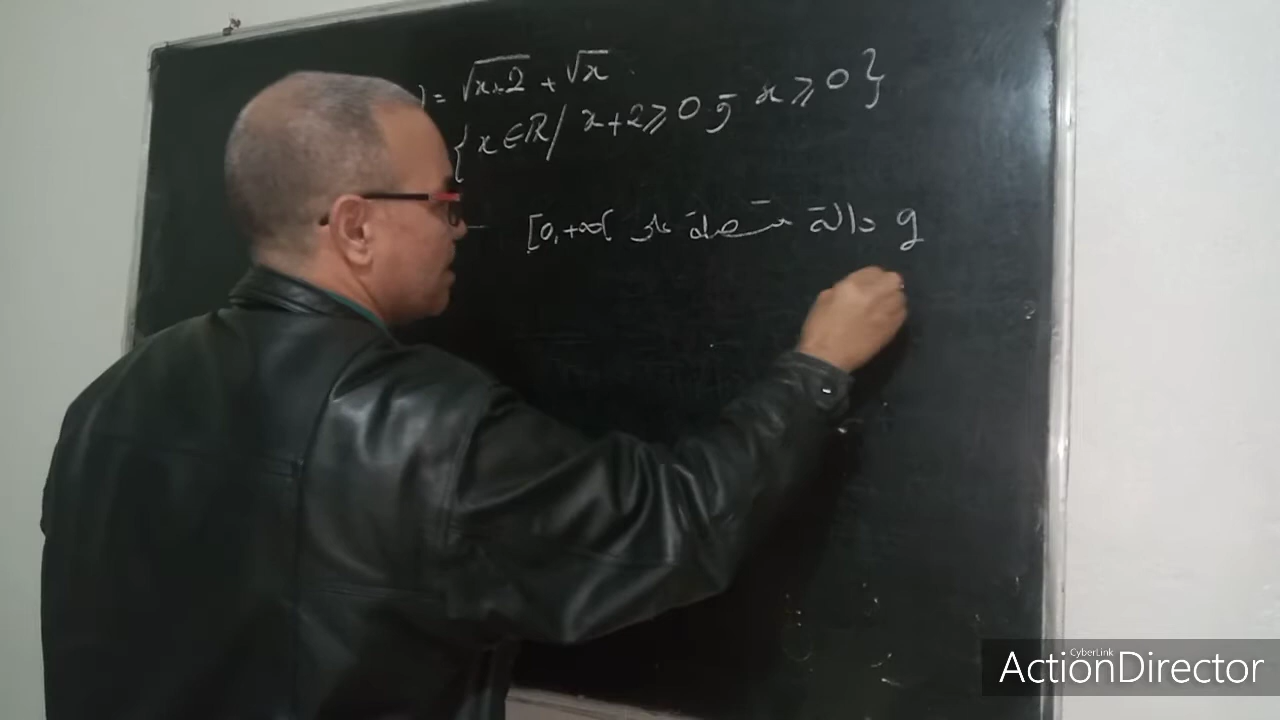 ) = √(x+2) + √x
{x ∈ ℝ / x+2 ⩾ 0 و x ⩾ 0}
g دالة متصلة على [0,+∞[
CyberLink
ActionDirector